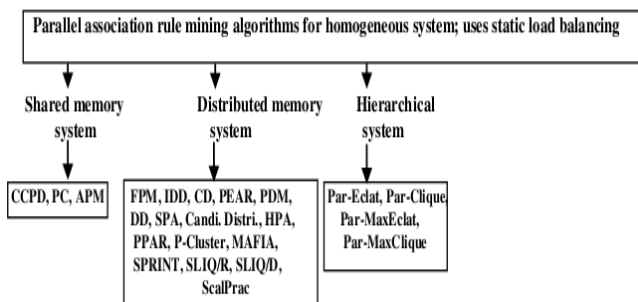 Parallel association rule mining algorithms for homogeneous system; uses static load balancing
Shared memory
system
Distributed memory
system
Hierarchical
system
CCPD, PC, APM
FPM, IDD, CD, PEAR, PDM,
DD, SPA, Candi. Distri., HPA,
PPAR, P-Cluster, MAFIA,
SPRINT, SLIQ/R, SLIQ/D,
ScalPrac
Par-Eclat, Par-Clique,
Par-MaxEclat,
Par-MaxClique